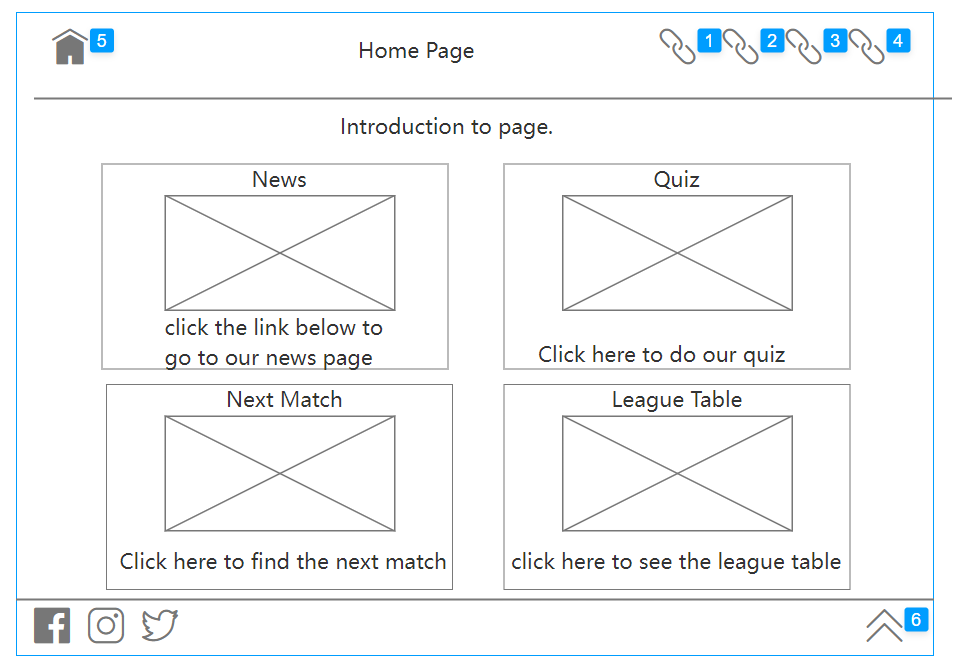 5
Home Page
1
2
3
4
Introduction to page.
News
click the link below to
go to our news page
Quiz
Click here to do our quiz
Next Match
Click here to find the next match
League Table
click here to see the league table
6